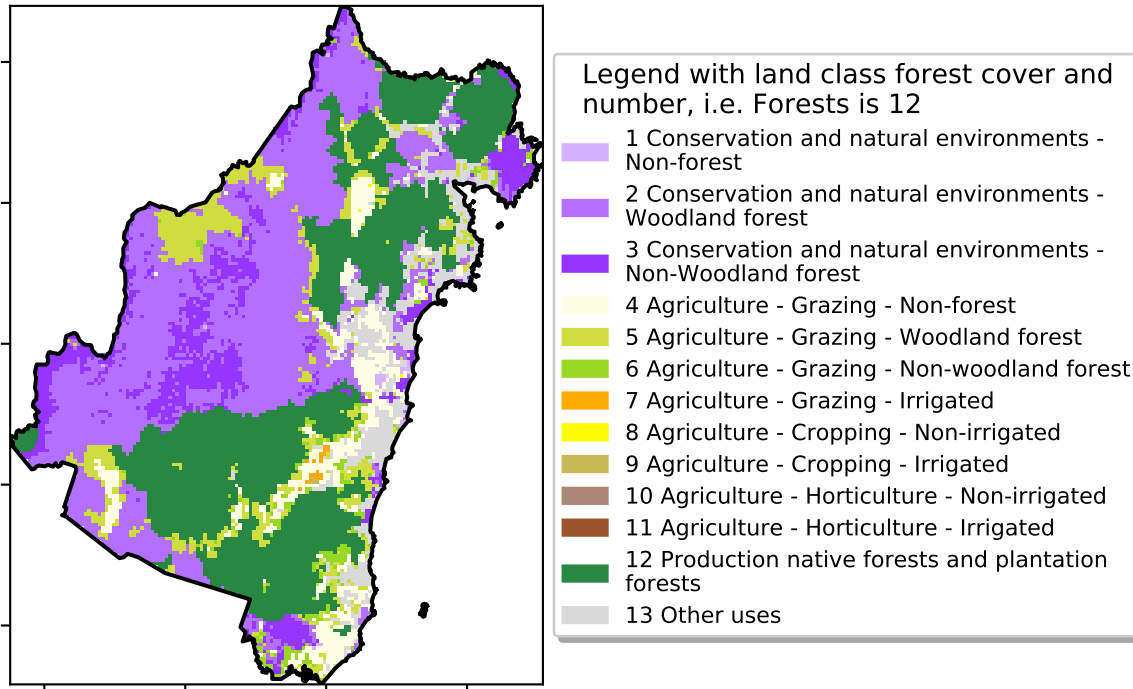 Legend with land class forest cover and
number, i.e. Forests is 12
1 Conservation and natural environments -
Non-forest
2 Conservation and natural environments -
Woodland forest
3 Conservation and natural environments -
Non-Woodland forest
4 Agriculture - Grazing - Non-forest
5 Agriculture - Grazing - Woodland forest
6 Agriculture - Grazing - Non-woodland forest
7 Agriculture - Grazing - Irrigated
8 Agriculture - Cropping - Non-irrigated
9 Agriculture - Cropping - Irrigated
10 Agriculture - Horticulture - Non-irrigated
11 Agriculture - Horticulture - Irrigated
12 Production native forests and plantation
forests
13 Other uses